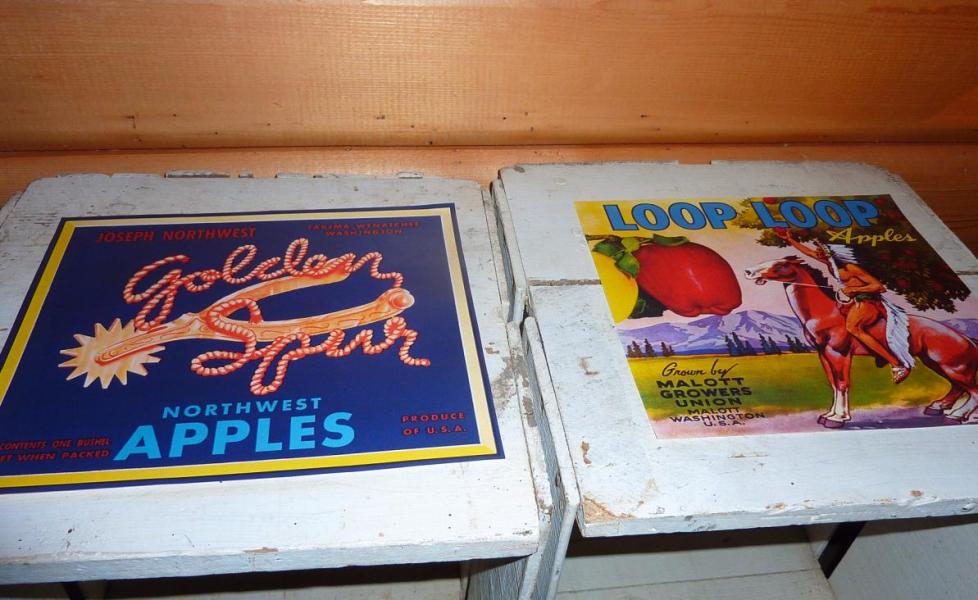 JOSEPH NORTHWEST
YAKIMA, WENATCHEE
WASHINGTON
Golden
Spur
NORTHWEST
APPLES
CONTENTS ONE BUSHEL
WHEN PACKED
PRODUCE
OF U.S.A.
LOOP LOOP
Apples
Grown by
MALOTT
GROWERS
UNION
MALOTT
WASHINGTON
U.S.A.